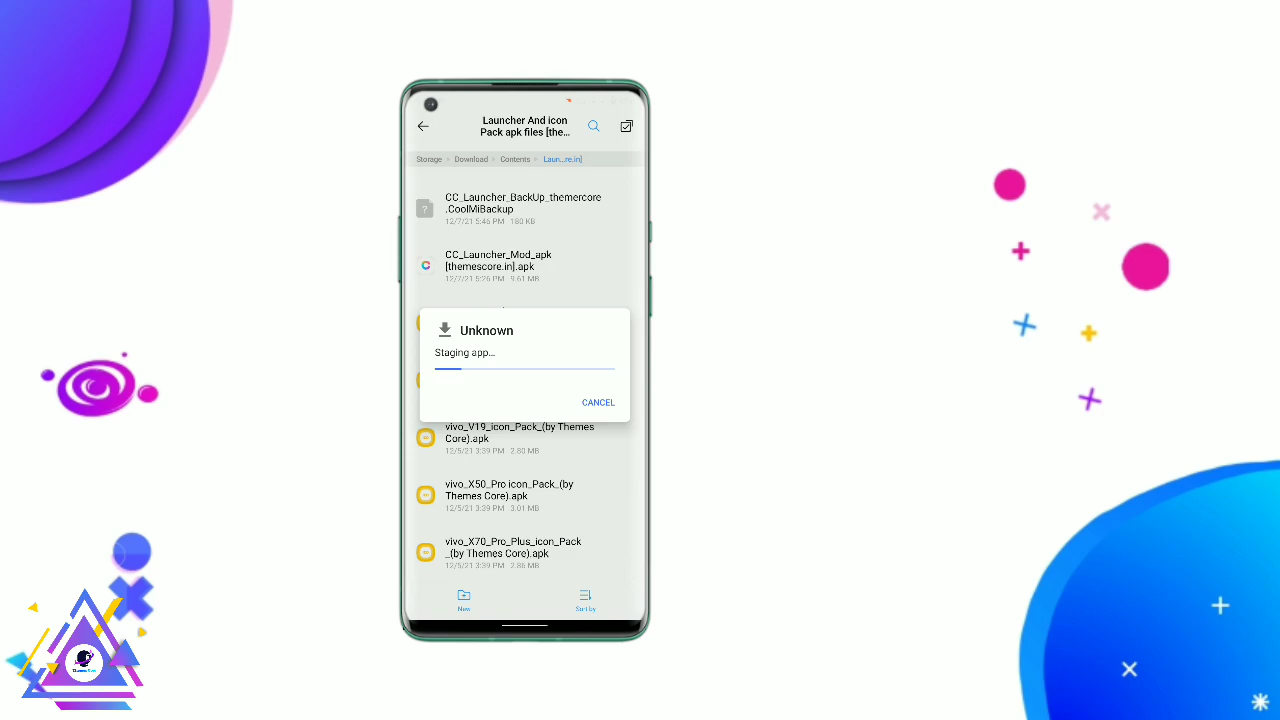 Launcher And icon
Pack apk files [the...
Storage
Download
Contents
Laun...re.in]
CC_Launcher_BackUp_themercore
.CoolMiBackup
12/7/21 5:46 PM 180 KB
CC_Launcher_Mod_apk
[themescore.in].apk
12/7/21 5:26 PM 9.61 MB
Unknown
Staging app...
CANCEL
vivo_V19_icon_Pack_(by Themes
Core).apk
12/5/21 3:39 PM 2.80 MB
vivo_X50_Pro icon_Pack_(by
Themes Core).apk
12/5/21 3:39 PM 3.01 MB
vivo_X70_Pro_Plus_icon_Pack
_(by Themes Core).apk
12/5/21 3:39 PM 2.86 MB
New
Sort by
Themes Core